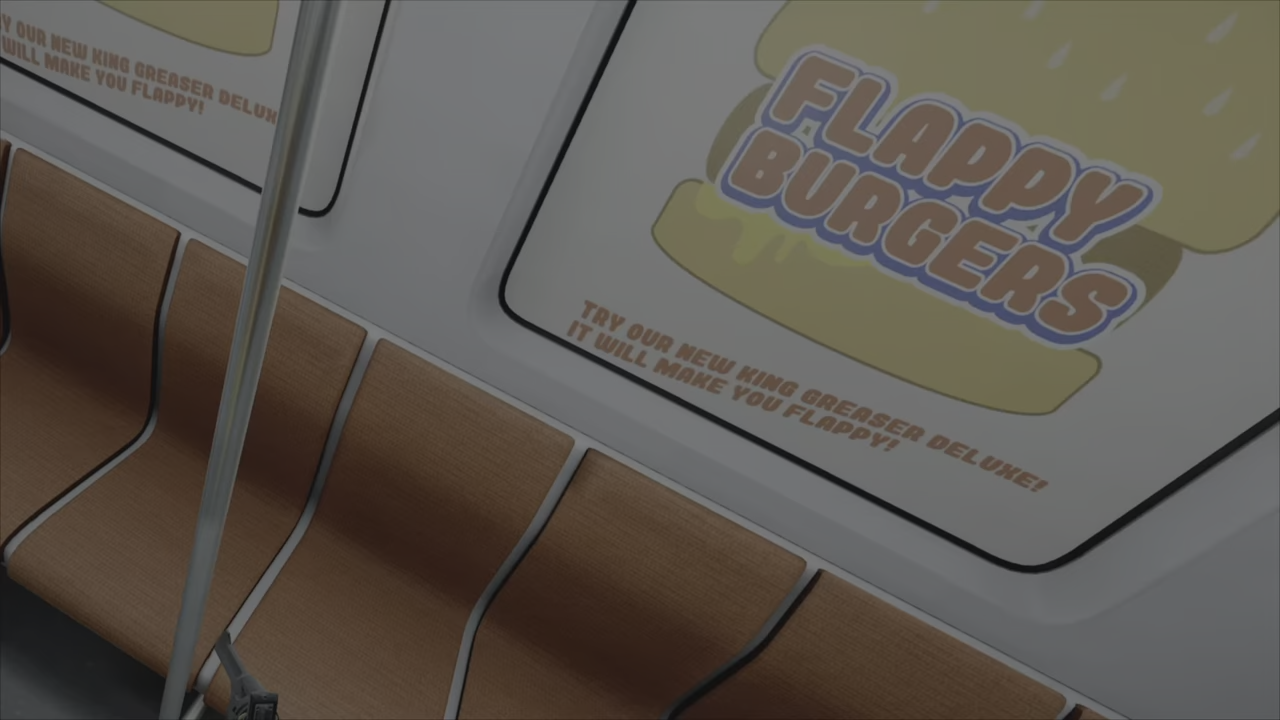 Y OUR NEW KING GREASER DELUX
WILL MAKE YOU FLAPPY!
FLAPPY
BURGERS
TRY OUR NEW KING GREASER DELUXE!
IT WILL MAKE YOU FLAPPY!